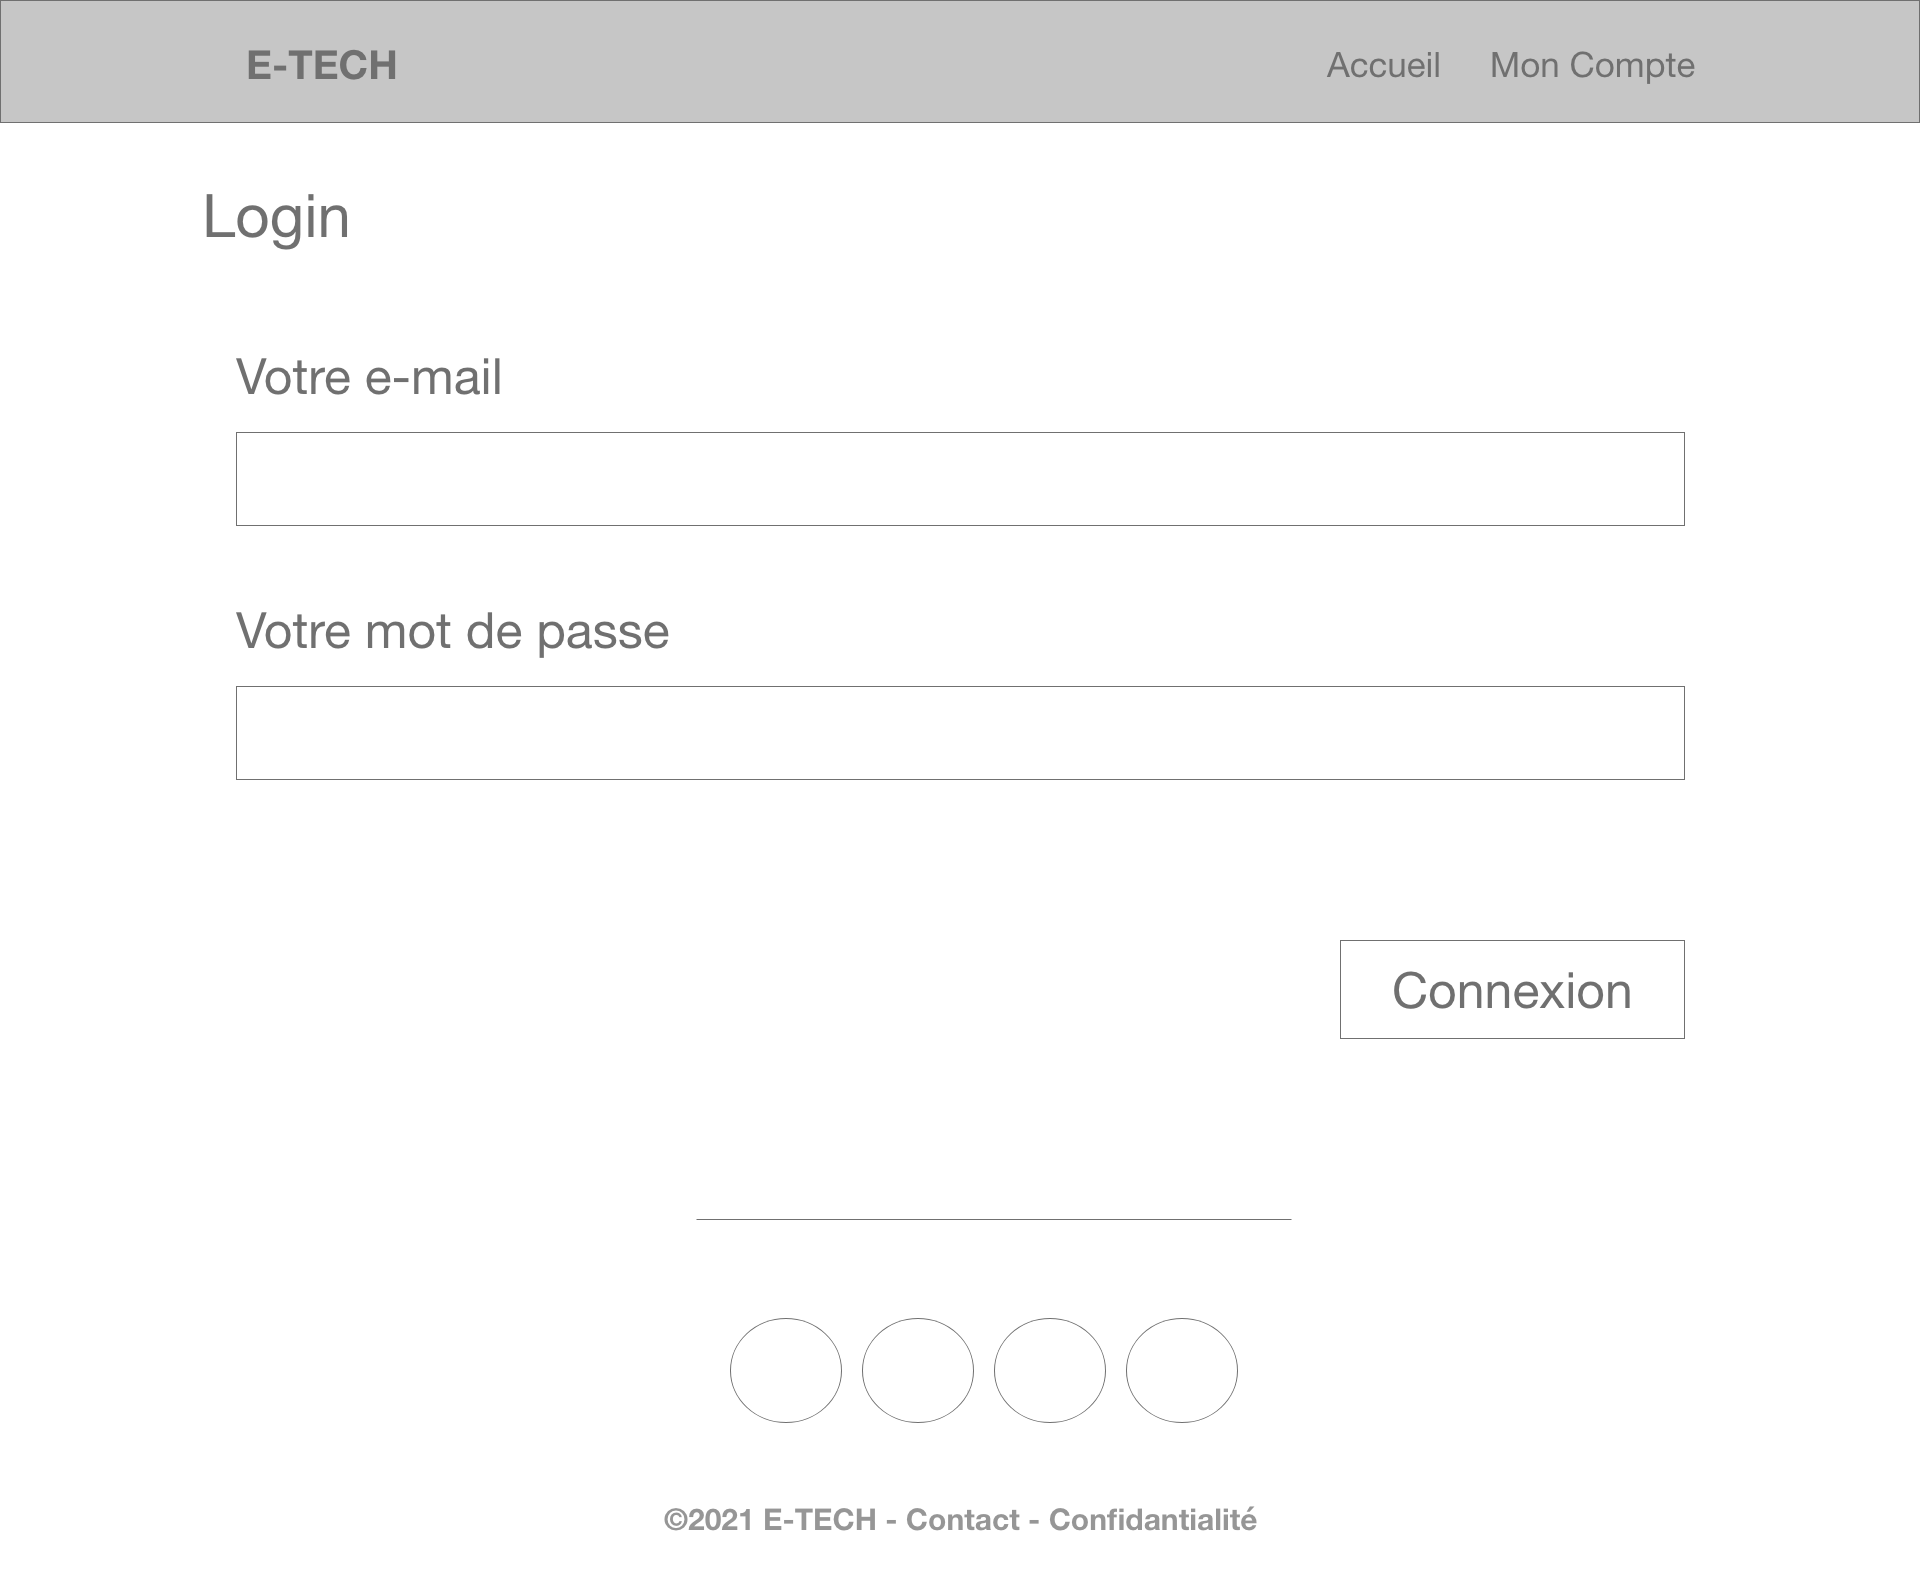 E-TECH Accueil Mon Compte
Login
Votre e-mail
Votre mot de passe
Connexion
©2021 E-TECH - Contact - Confidantialité